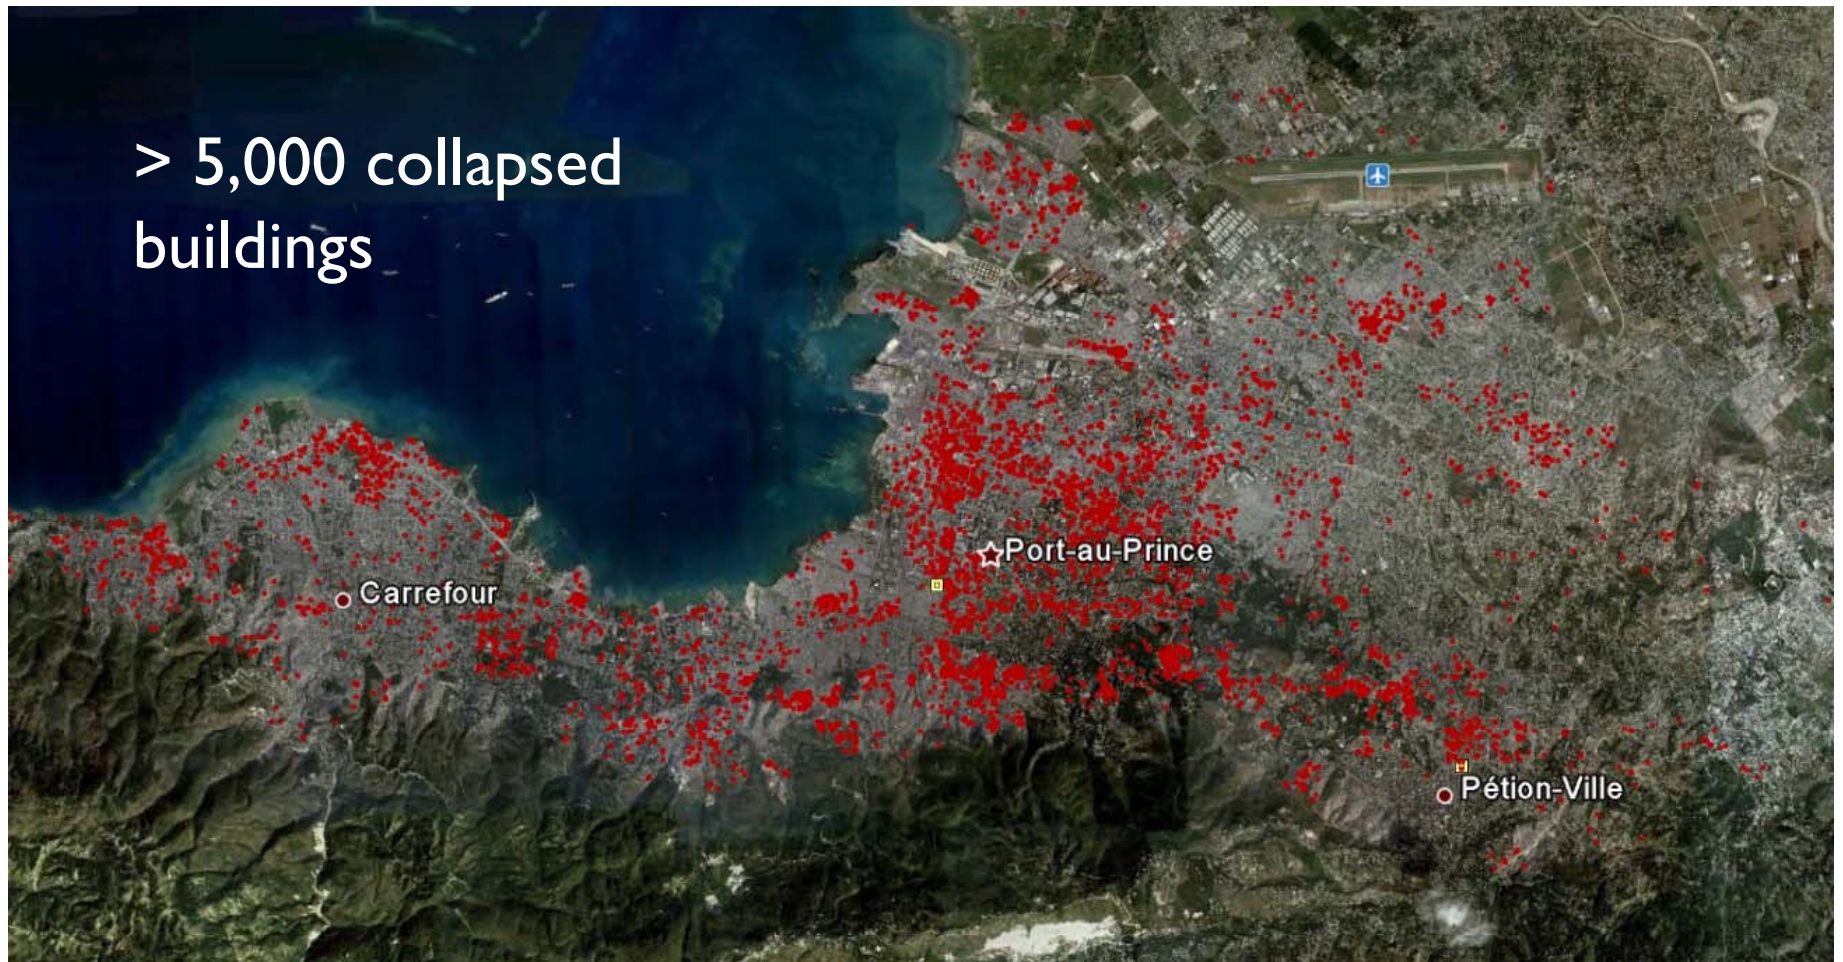 > 5,000 collapsed
buildings
Port-au-Prince
Carrefour
Pétion-Ville